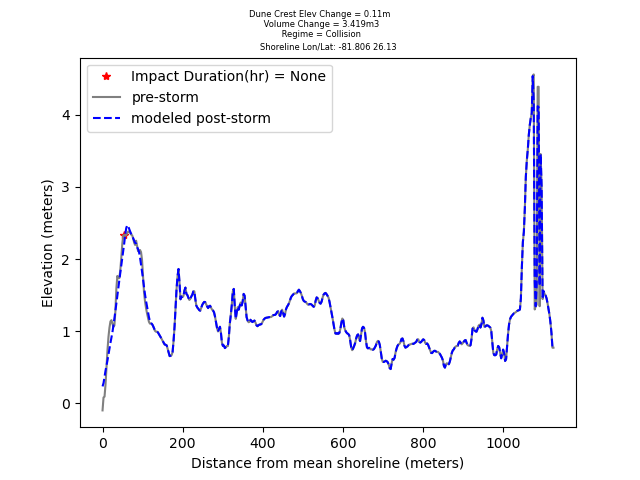 Dune Crest Elev Change = 0.11m
Volume Change = 3.419m3
Regime = Collision
Shoreline Lon/Lat: -81.806 26.13
Impact Duration(hr) = None
pre-storm
modeled post-storm
Elevation (meters)
4
3
2
1
0
0 200 400 600 800 1000
Distance from mean shoreline (meters)